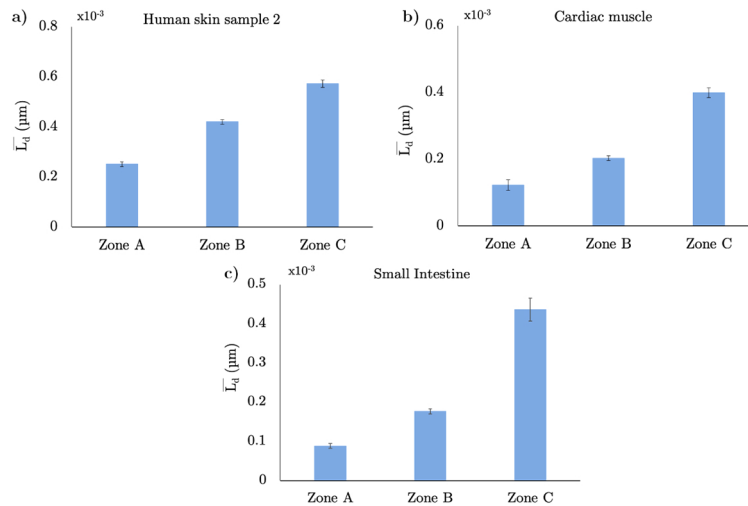 a)
x10-3
Human skin sample 2
0.8
0.6
0.4
0.2
0
L̅d (µm)
Zone A Zone B Zone C
b)
x10-3
Cardiac muscle
0.6
0.4
0.2
0
L̅d (µm)
Zone A Zone B Zone C
c)
x10-3
Small Intestine
0.5
0.4
0.3
0.2
0.1
0
L̅d (µm)
Zone A Zone B Zone C